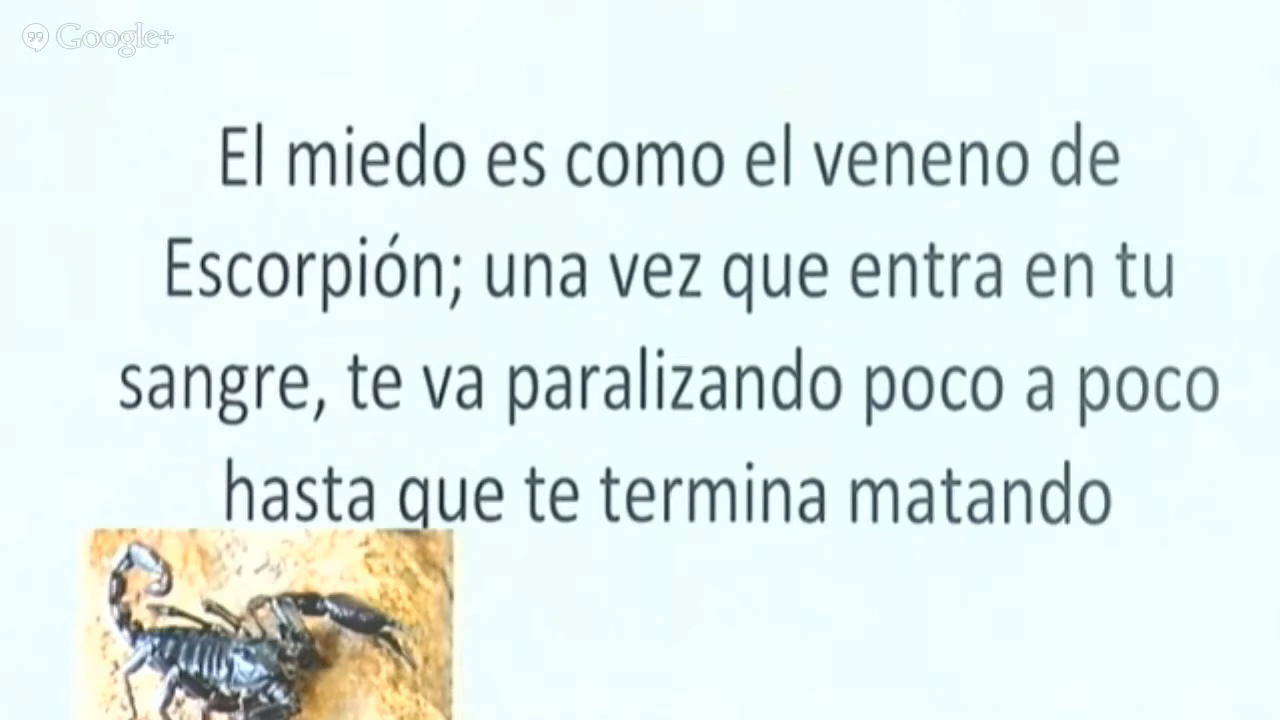 Google+
El miedo es como el veneno de
Escorpión; una vez que entra en tu
sangre, te va paralizando poco a poco
hasta que te termina matando